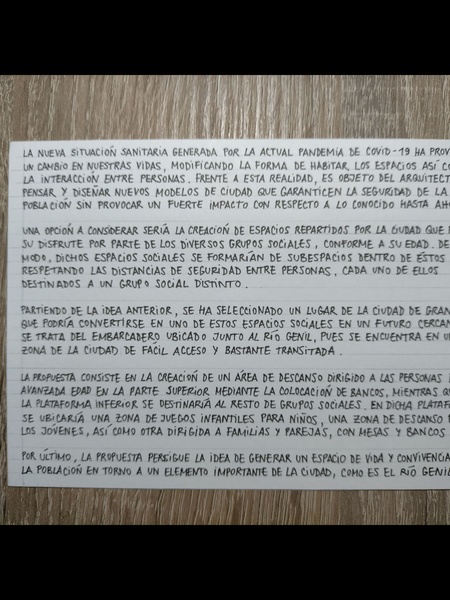 LA NUEVA SITUACIÓN SANITARIA GENERADA POR LA ACTUAL PANDEMIA DE COVID-19 HA PROV
UN CAMBIO EN NUESTRAS VIDAS, MODIFICANDO LA FORMA DE HABITAR LOS ESPACIOS ASÍ CO
LA INTERACCIÓN ENTRE PERSONAS. FRENTE A ESTA REALIDAD, ES OBJETO DEL ARQUITECT
PENSAR Y DISEÑAR NUEVOS MODELOS DE CIUDAD QUE GARANTICEN LA SEGURIDAD DE LA
POBLACIÓN SIN PROVOCAR UN FUERTE IMPACTO CON RESPECTO A LO CONOCIDO HASTA AHO
UNA OPCIÓN A CONSIDERAR SERÍA LA CREACIÓN DE ESPACIOS REPARTIDOS POR LA CIUDAD QUE
SU DISFRUTE POR PARTE DE LOS DIVERSOS GRUPOS SOCIALES, CONFORME A SU EDAD. DE
MODO, DICHOS ESPACIOS SOCIALES SE FORMARÍAN DE SUBESPACIOS DENTRO DE ESTOS
RESPETANDO LAS DISTANCIAS DE SEGURIDAD ENTRE PERSONAS, CADA UNO DE ELLOS
DESTINADOS A UN GRUPO SOCIAL DISTINTO.
PARTIENDO DE LA IDEA ANTERIOR, SE HA SELECCIONADO UN LUGAR DE LA CIUDAD DE GRAN
QUE PODRÍA CONVERTIRSE EN UNO DE ESTOS ESPACIOS SOCIALES EN UN FUTURO CERCAN
SE TRATA DEL EMBARCADERO UBICADO JUNTO AL RÍO GENIL, PUES SE ENCUENTRA EN UN
ZONA DE LA CIUDAD DE FÁCIL ACCESO Y BASTANTE TRANSITADA.
LA PROPUESTA CONSISTE EN LA CREACIÓN DE UN ÁREA DE DESCANSO DIRIGIDO A LAS PERSONAS
AVANZADA EDAD EN LA PARTE SUPERIOR MEDIANTE LA COLOCACIÓN DE BANCOS, MIENTRAS Q
LA PLATAFORMA INFERIOR SE DESTINARÍA AL RESTO DE GRUPOS SOCIALES. EN DICHA PLATAF
SE UBICARÍA UNA ZONA DE JUEGOS INFANTILES PARA NIÑOS, UNA ZONA DE DESCANSO
LOS JÓVENES, ASÍ COMO OTRA DIRIGIDA A FAMILIAS Y PAREJAS, CON MESAS Y BANCOS
POR ÚLTIMO, LA PROPUESTA PERSIGUE LA IDEA DE GENERAR UN ESPACIO DE VIDA Y CONVIVENCIA
LA POBLACIÓN EN TORNO A UN ELEMENTO IMPORTANTE DE LA CIUDAD, COMO ES EL RÍO GENIL